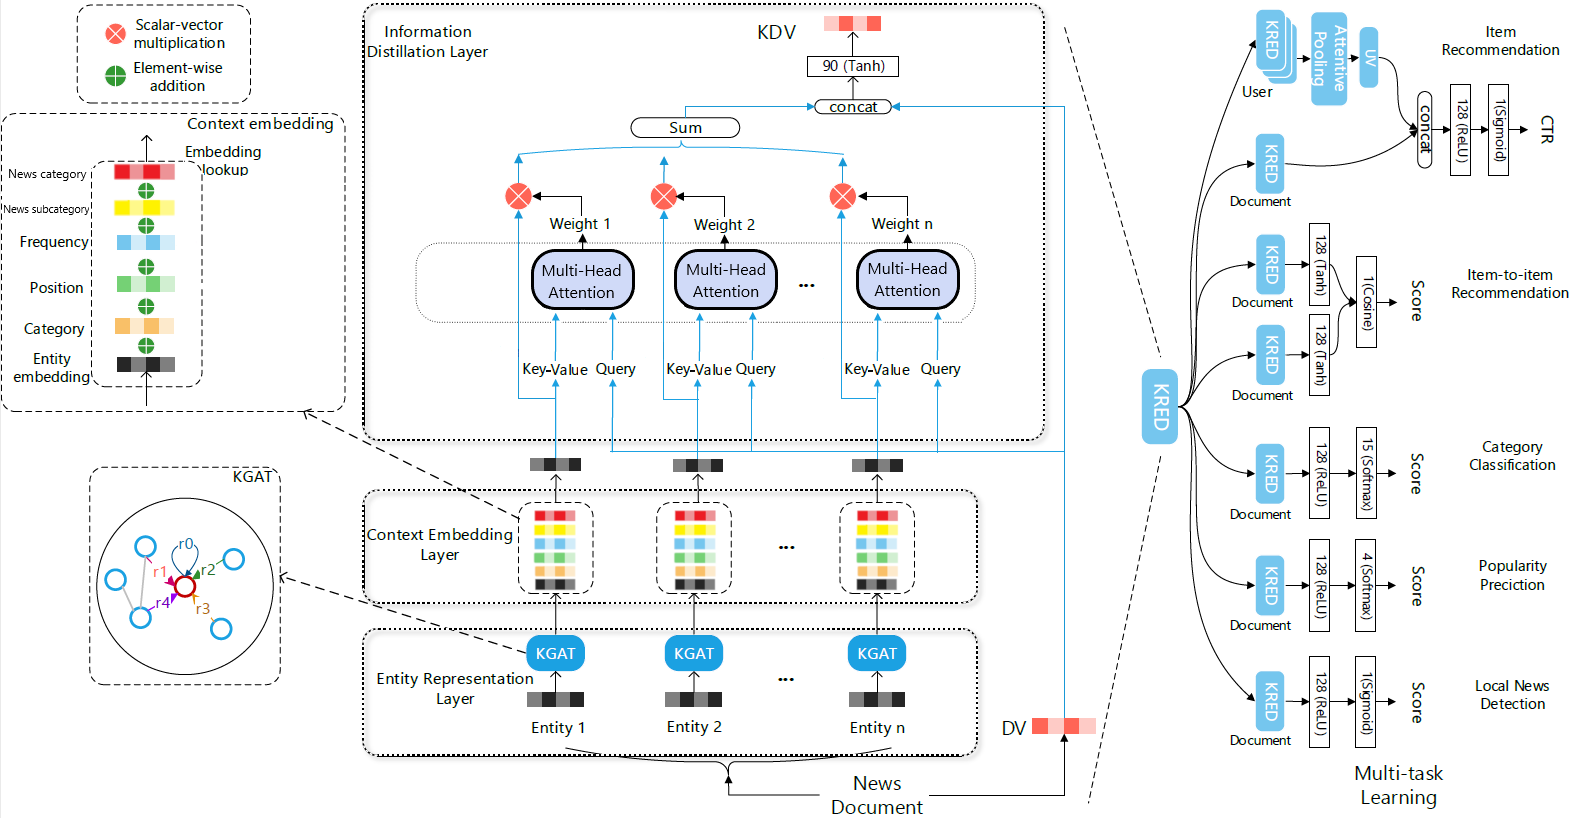 Scalar-vector
multiplication
Element-wise
addition
Context embedding
Embedding
lookup
News category
News subcategory
Frequency
Position
Category
Entity
embedding
KGAT
r0
r1
r2
r3
r4
Information
Distillation Layer
KDV
90 (Tanh)
concat
Sum
Weight 1
Weight 2
Weight n
Multi-Head
Attention
Multi-Head
Attention
...
Multi-Head
Attention
Key-Value
Query
Key-Value
Query
Key-Value
Query
Context Embedding
Layer
...
Entity Representation
Layer
KGAT
KGAT
KGAT
...
Entity 1
Entity 2
Entity n
DV
News
Document
KRED
KRED
User
Attentive
Pooling
UV
Item
Recommendation
KRED
Document
concat
128 (ReLU)
1(Sigmoid)
CTR
KRED
Document
128 (Tanh)
KRED
Document
128 (Tanh)
1(Cosine)
Score
Item-to-item
Recommendation
KRED
Document
128 (ReLU)
15 (Softmax)
Score
Category
Classification
KRED
Document
128 (ReLU)
4 (Softmax)
Score
Popularity
Preciction
KRED
Document
128 (ReLU)
1(Sigmoid)
Score
Local News
Detection
Multi-task
Learning